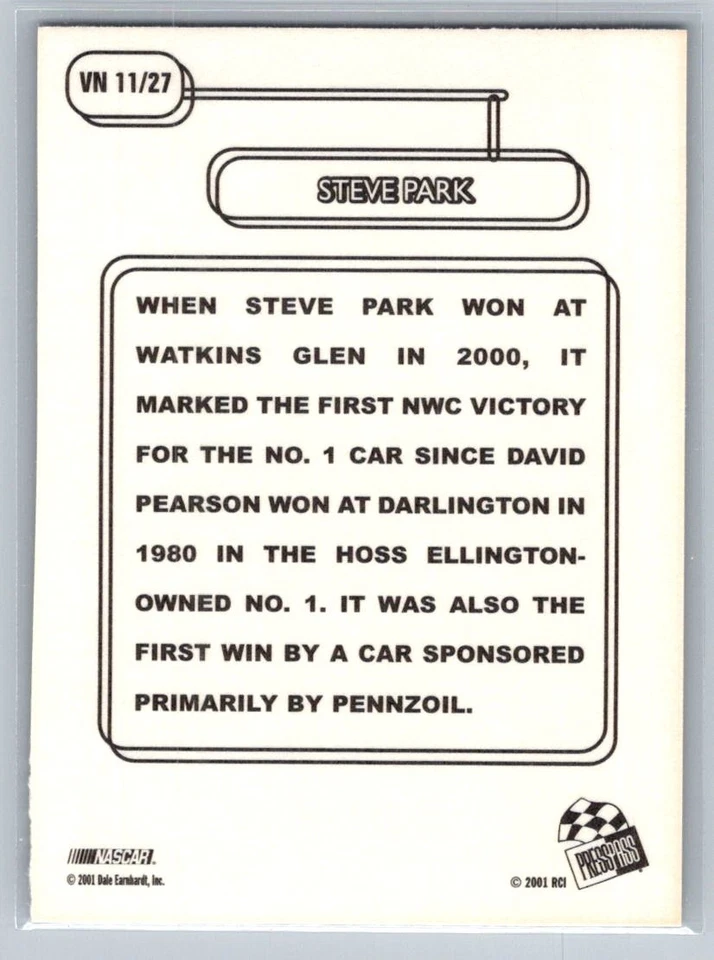 VN 11/27
STEVE PARK
WHEN STEVE PARK WON AT
WATKINS GLEN IN 2000, IT
MARKED THE FIRST NWC VICTORY
FOR THE NO. 1 CAR SINCE DAVID
PEARSON WON AT DARLINGTON IN
1980 IN THE HOSS ELLINGTON-
OWNED NO. 1. IT WAS ALSO THE
FIRST WIN BY A CAR SPONSORED
PRIMARILY BY PENNZOIL.
NASCAR
© 2001 Dale Earnhardt, Inc.
© 2001 RCI
PRESS PASS